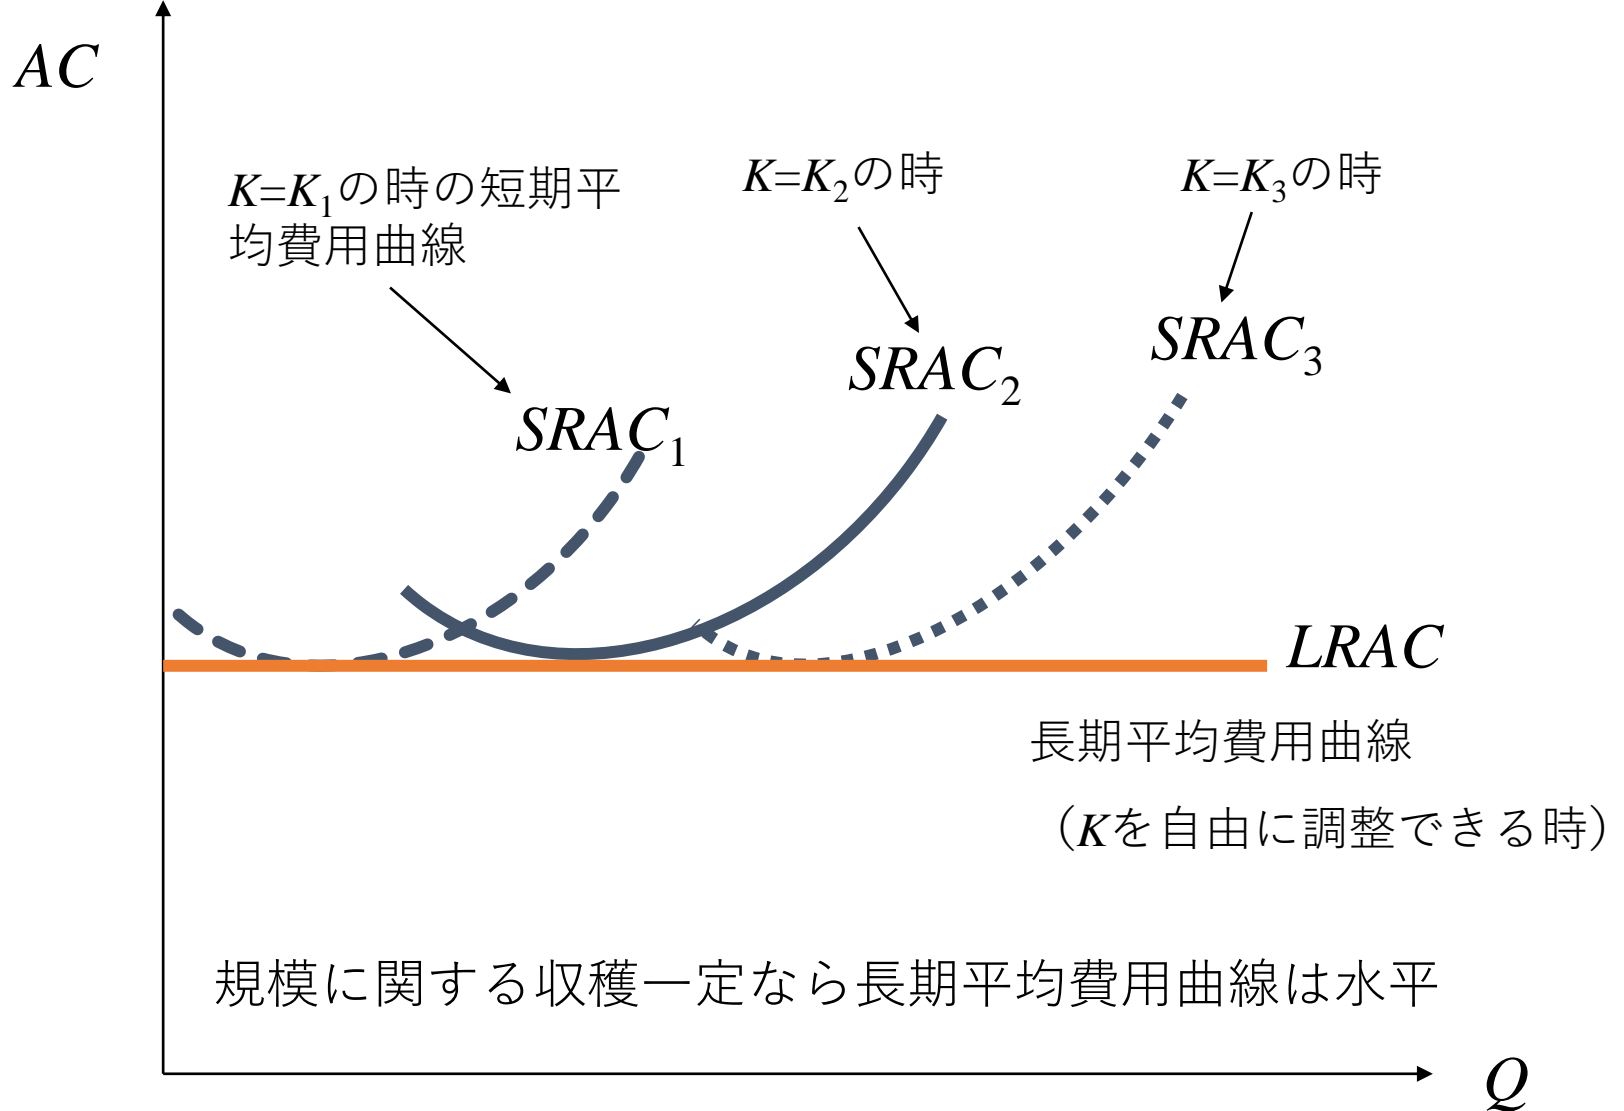 AC
K=K₁の時の短期平
均費用曲線
K=K₂の時
K=K₃の時
SRAC₁
SRAC₂
SRAC₃
LRAC
長期平均費用曲線
（Kを自由に調整できる時）
規模に関する収穫一定なら長期平均費用曲線は水平
Q